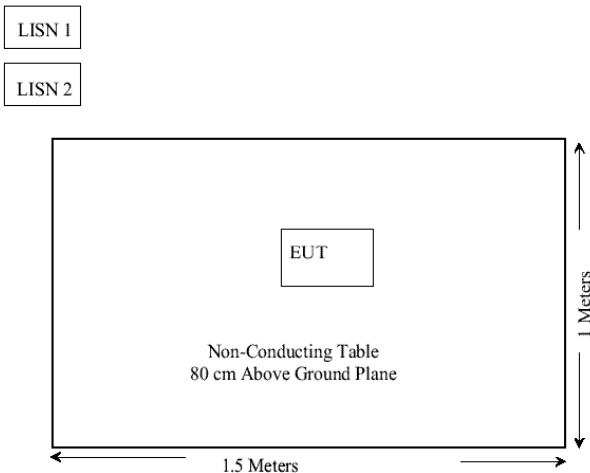 LISN 1
LISN 2
EUT
Non-Conducting Table
80 cm Above Ground Plane
1 Meters
1.5 Meters